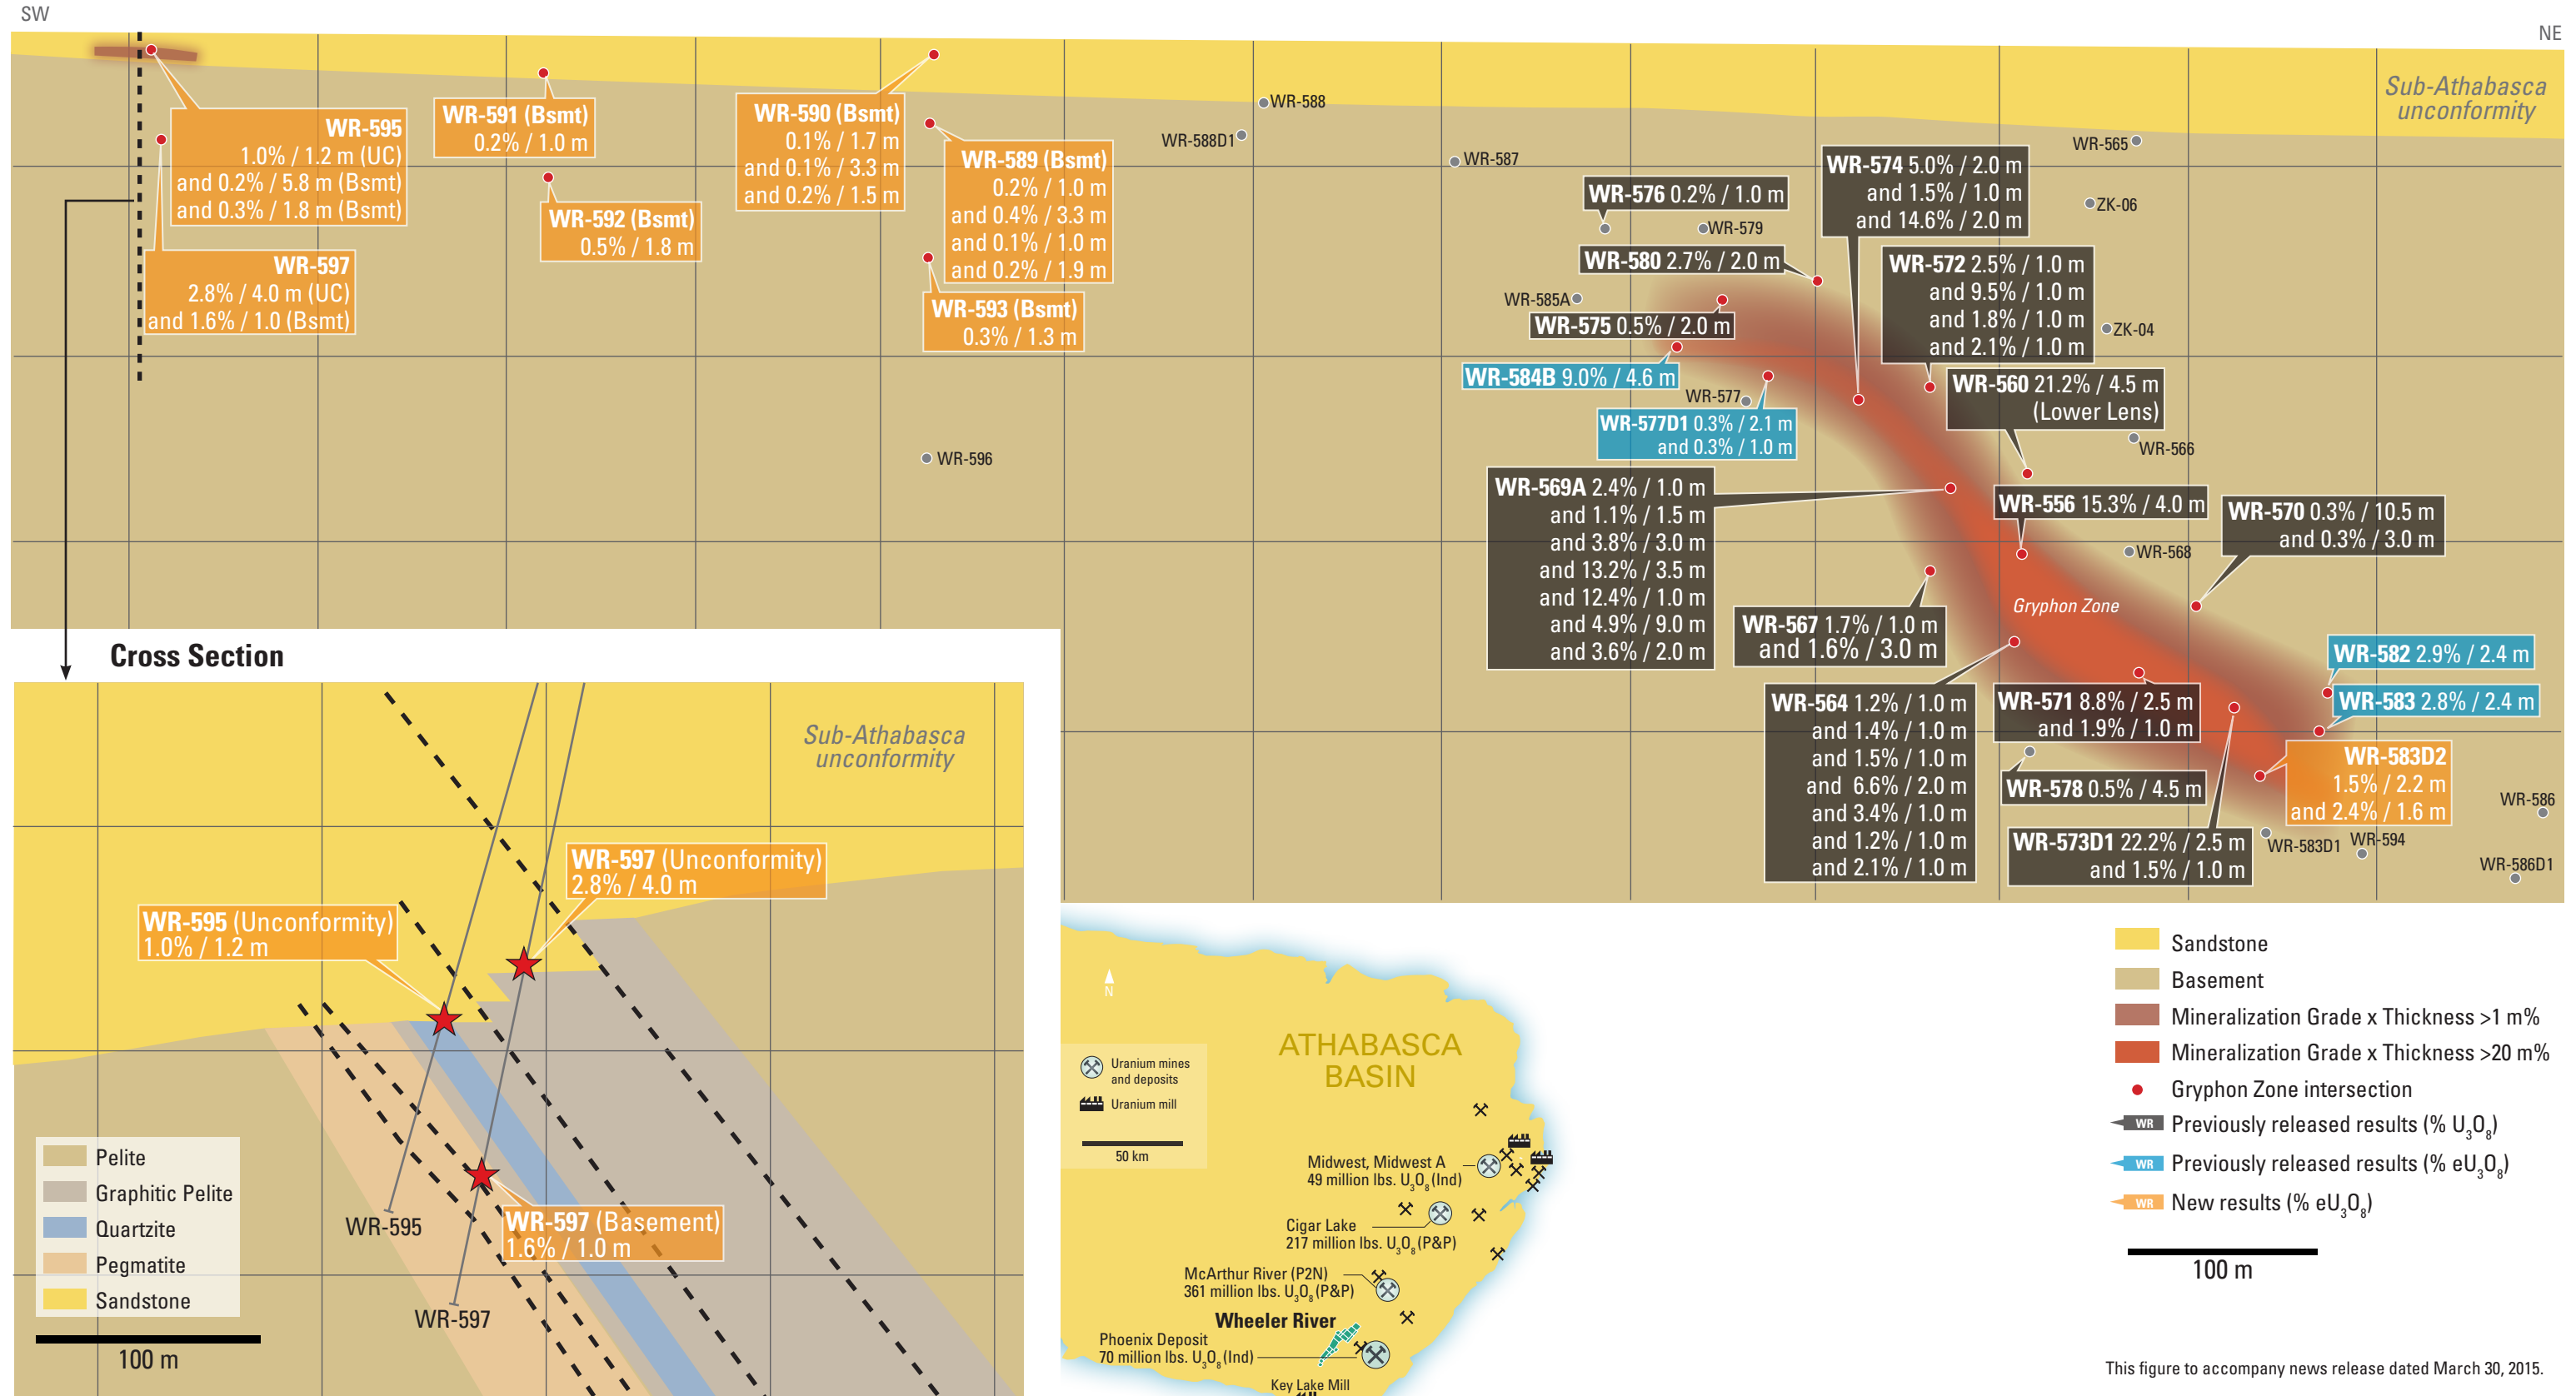 SW
NE
Sub-Athabasca
unconformity
WR-595
1.0% / 1.2 m (UC)
and 0.2% / 5.8 m (Bsmt)
and 0.3% / 1.8 m (Bsmt)
WR-597
2.8% / 4.0 m (UC)
and 1.6% / 1.0 (Bsmt)
WR-591 (Bsmt)
0.2% / 1.0 m
WR-592 (Bsmt)
0.5% / 1.8 m
WR-590 (Bsmt)
0.1% / 1.7 m
and 0.1% / 3.3 m
and 0.2% / 1.5 m
WR-589 (Bsmt)
0.2% / 1.0 m
and 0.4% / 3.3 m
and 0.1% / 1.0 m
and 0.2% / 1.9 m
WR-593 (Bsmt)
0.3% / 1.3 m
WR-596
WR-588
WR-588D1
WR-587
WR-576 0.2% / 1.0 m
WR-579
WR-580 2.7% / 2.0 m
WR-585A
WR-575 0.5% / 2.0 m
WR-584B 9.0% / 4.6 m
WR-577
WR-577D1 0.3% / 2.1 m
and 0.3% / 1.0 m
WR-574 5.0% / 2.0 m
and 1.5% / 1.0 m
and 14.6% / 2.0 m
WR-565
ZK-06
WR-572 2.5% / 1.0 m
and 9.5% / 1.0 m
and 1.8% / 1.0 m
and 2.1% / 1.0 m
ZK-04
WR-560 21.2% / 4.5 m
(Lower Lens)
WR-566
WR-569A 2.4% / 1.0 m
and 1.1% / 1.5 m
and 3.8% / 3.0 m
and 13.2% / 3.5 m
and 12.4% / 1.0 m
and 4.9% / 9.0 m
and 3.6% / 2.0 m
WR-556 15.3% / 4.0 m
WR-568
WR-570 0.3% / 10.5 m
and 0.3% / 3.0 m
Gryphon Zone
WR-567 1.7% / 1.0 m
and 1.6% / 3.0 m
WR-564 1.2% / 1.0 m
and 1.4% / 1.0 m
and 1.5% / 1.0 m
and 6.6% / 2.0 m
and 3.4% / 1.0 m
and 1.2% / 1.0 m
and 2.1% / 1.0 m
WR-571 8.8% / 2.5 m
and 1.9% / 1.0 m
WR-578 0.5% / 4.5 m
WR-573D1 22.2% / 2.5 m
and 1.5% / 1.0 m
WR-582 2.9% / 2.4 m
WR-583 2.8% / 2.4 m
WR-583D2
1.5% / 2.2 m
and 2.4% / 1.6 m
WR-583D1
WR-594
WR-586
WR-586D1
Cross Section
Sub-Athabasca
unconformity
WR-597 (Unconformity)
2.8% / 4.0 m
WR-595 (Unconformity)
1.0% / 1.2 m
WR-597 (Basement)
1.6% / 1.0 m
WR-595
WR-597
Pelite
Graphitic Pelite
Quartzite
Pegmatite
Sandstone
100 m
N
ATHABASCA
BASIN
Uranium mines
and deposits
Uranium mill
50 km
Midwest, Midwest A
49 million lbs. U3O8 (Ind)
Cigar Lake
217 million lbs. U3O8 (P&P)
McArthur River (P2N)
361 million lbs. U3O8 (P&P)
Wheeler River
Phoenix Deposit
70 million lbs. U3O8 (Ind)
Key Lake Mill
Sandstone
Basement
Mineralization Grade x Thickness >1 m%
Mineralization Grade x Thickness >20 m%
Gryphon Zone intersection
WR Previously released results (% U3O8)
WR Previously released results (% eU3O8)
WR New results (% eU3O8)
100 m
This figure to accompany news release dated March 30, 2015.